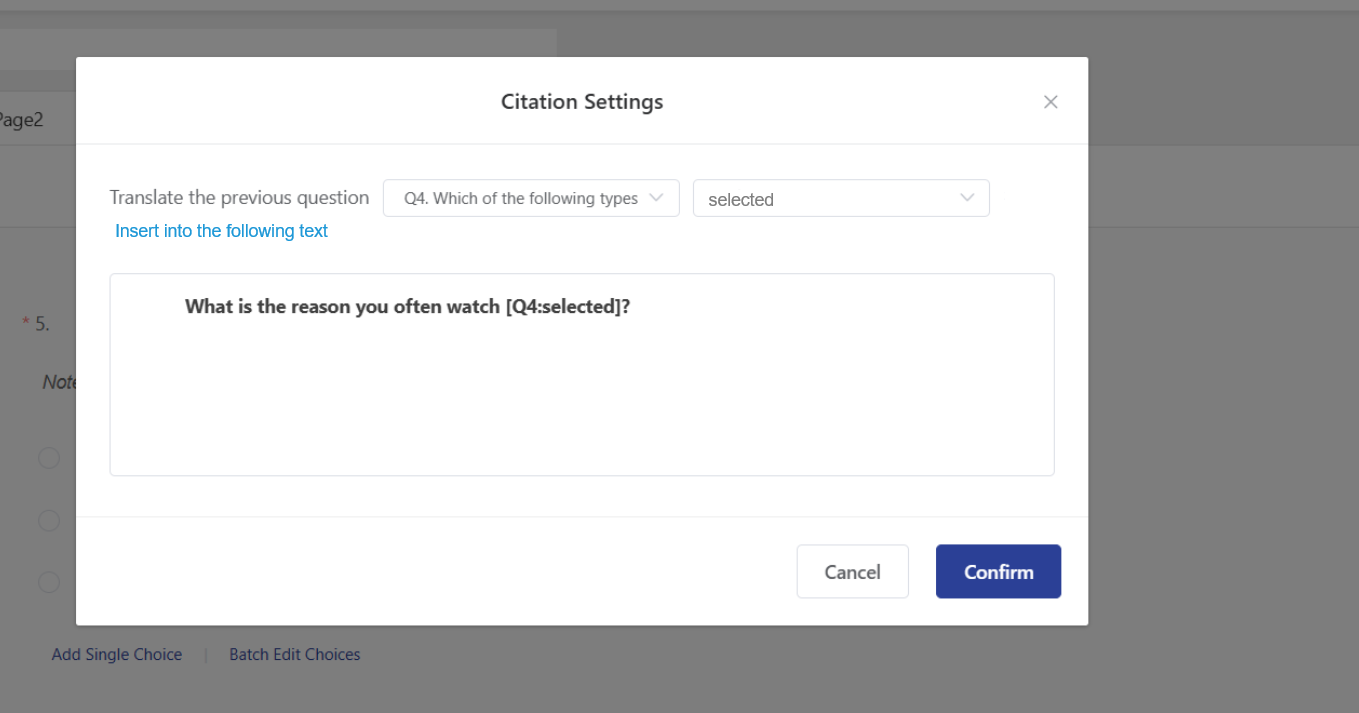 Citation Settings
Page2
Translate the previous question Q4. Which of the following types selected
Insert into the following text
What is the reason you often watch [Q4:selected]?
* 5.
Note
Cancel Confirm
Add Single Choice | Batch Edit Choices